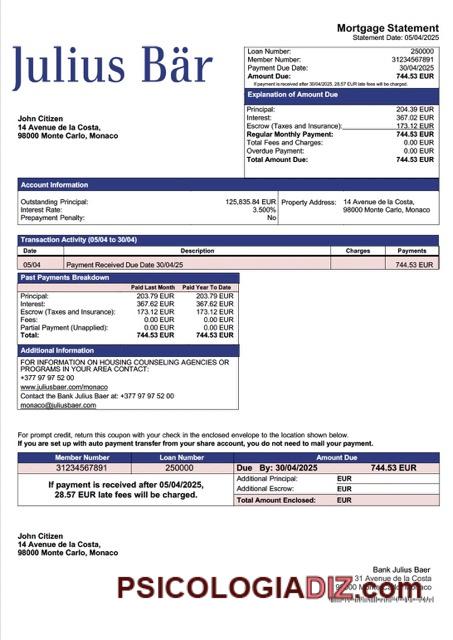 Mortgage Statement
Statement Date: 05/04/2025
Julius Bär
Loan Number: 250000
Member Number: 31234567891
Payment Due Date: 30/04/2025
Amount Due: 744.53 EUR
If payment is received after 30/04/2025, 28.57 EUR late fees will be charged.
Explanation of Amount Due
Principal: 204.39 EUR
Interest: 367.02 EUR
Escrow (Taxes and Insurance): 173.12 EUR
Regular Monthly Payment: 744.53 EUR
Total Fees and Charges: 0.00 EUR
Overdue Payment: 0.00 EUR
Total Amount Due: 744.53 EUR
John Citizen
14 Avenue de la Costa,
98000 Monte Carlo, Monaco
Account Information
Outstanding Principal: 125,835.84 EUR
Interest Rate: 3.500%
Prepayment Penalty: No
Property Address: 14 Avenue de la Costa,
98000 Monte Carlo, Monaco
Transaction Activity (05/04 to 30/04)
Date Description Charges Payments
05/04 Payment Received Due Date 30/04/25 744.53 EUR
Past Payments Breakdown
Paid Last Month Paid Year To Date
Principal: 203.79 EUR 203.79 EUR
Interest: 367.62 EUR 367.62 EUR
Escrow (Taxes and Insurance): 173.12 EUR 173.12 EUR
Fees: 0.00 EUR 0.00 EUR
Partial Payment (Unapplied): 0.00 EUR 0.00 EUR
Total: 744.53 EUR 744.53 EUR
Additional Information
FOR INFORMATION ON HOUSING COUNSELING AGENCIES OR
PROGRAMS IN YOUR AREA CONTACT:
+377 97 97 52 00
www.juliusbaer.com/monaco
Contact the Bank Julius Baer at: +377 97 97 52 00
monaco@juliusbaer.com
For prompt credit, return this coupon with your check in the enclosed envelope to the location shown below.
If you are set up with auto payment transfer from your share account, you do not need to mail your payment.
Member Number Loan Number Amount Due
31234567891 250000 Due By: 30/04/2025 744.53 EUR
If payment is received after 05/04/2025,
28.57 EUR late fees will be charged.
Additional Principal: EUR
Additional Escrow: EUR
Total Amount Enclosed: EUR
John Citizen
14 Avenue de la Costa,
98000 Monte Carlo, Monaco
Bank Julius Baer
31 Avenue de la Costa
98000 Monte Carlo, Monaco
PSICOLOGIADIZ.com